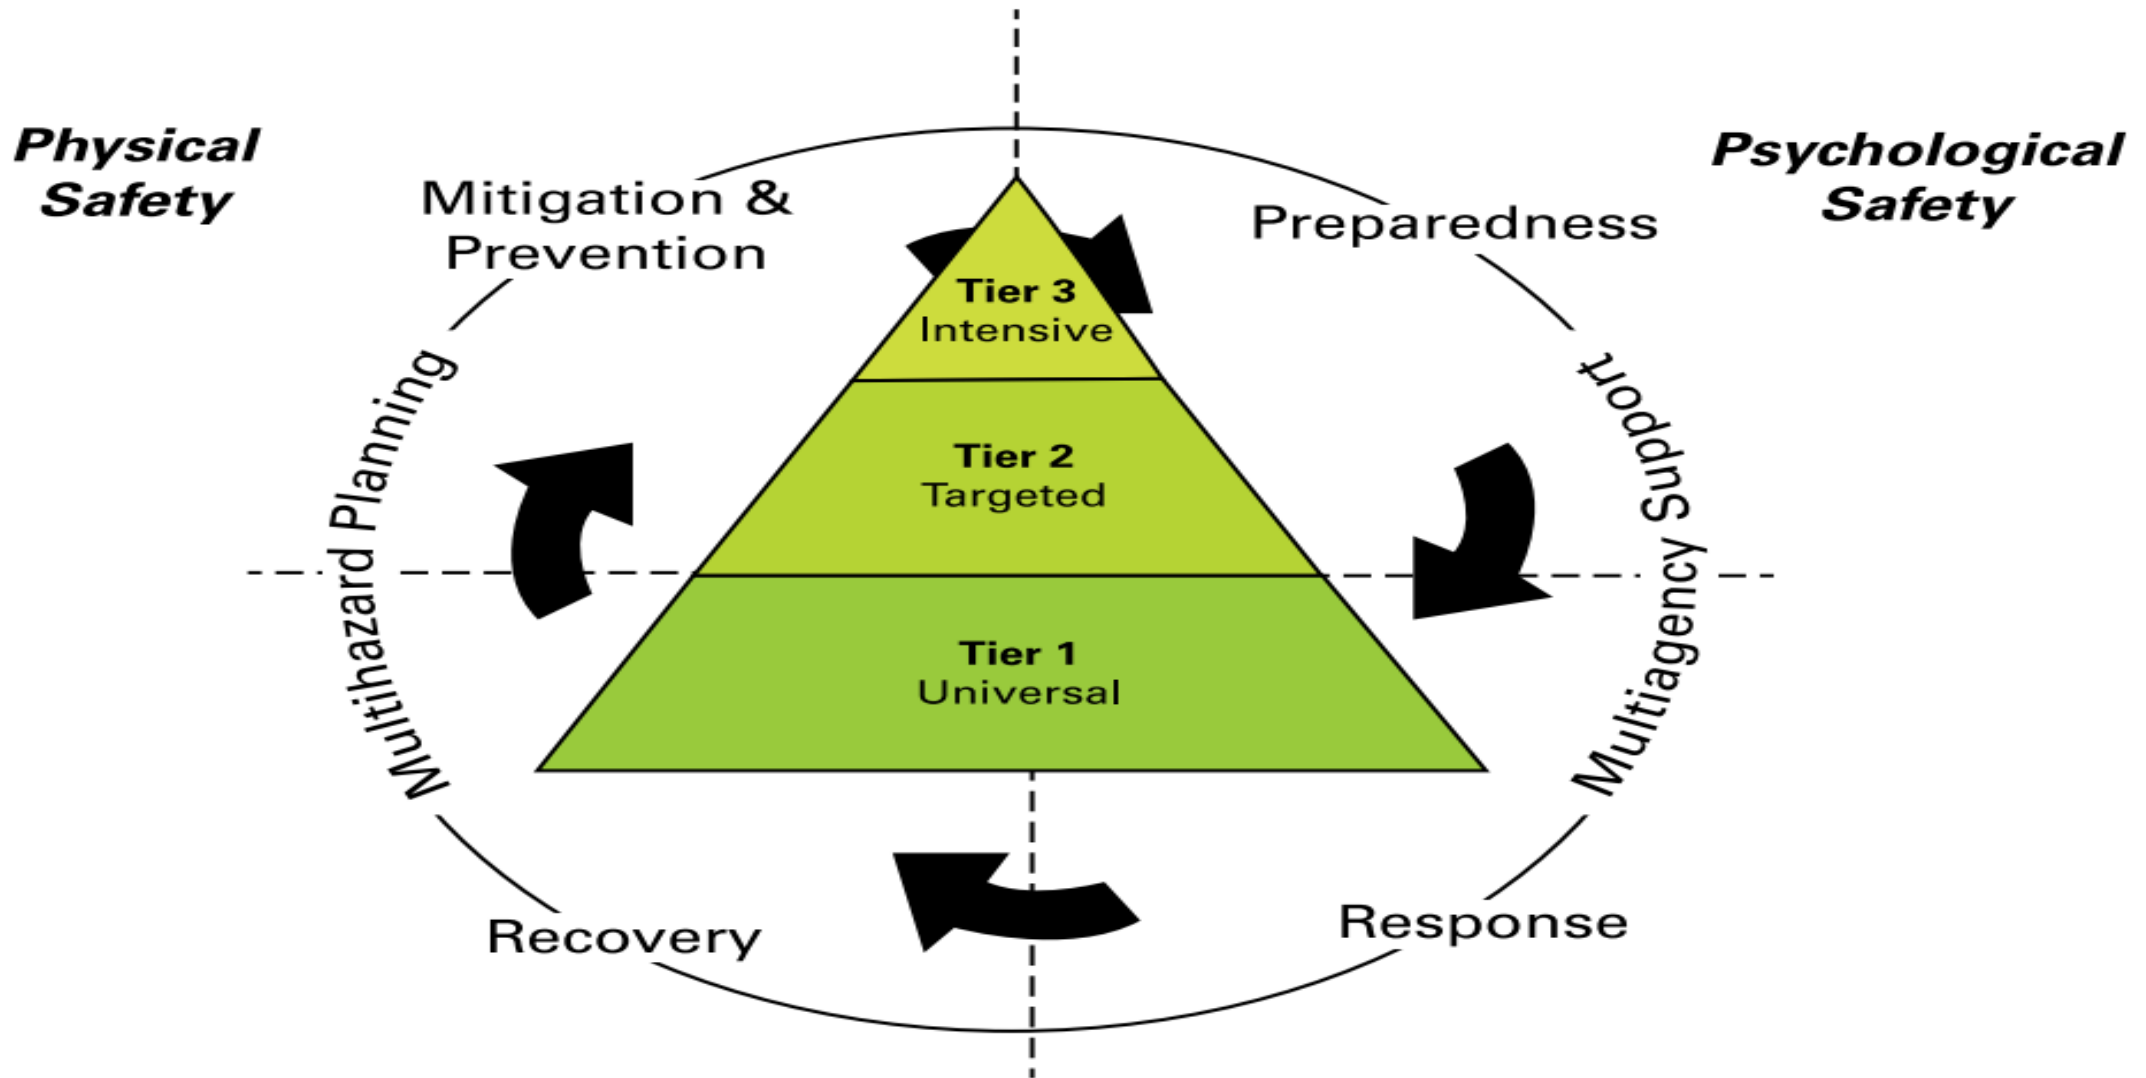 Physical
Safety
Psychological
Safety
Mitigation &
Prevention
Preparedness
Tier 3
Intensive
Multihazard Planning
Multiagency Support
Tier 2
Targeted
Tier 1
Universal
Recovery
Response